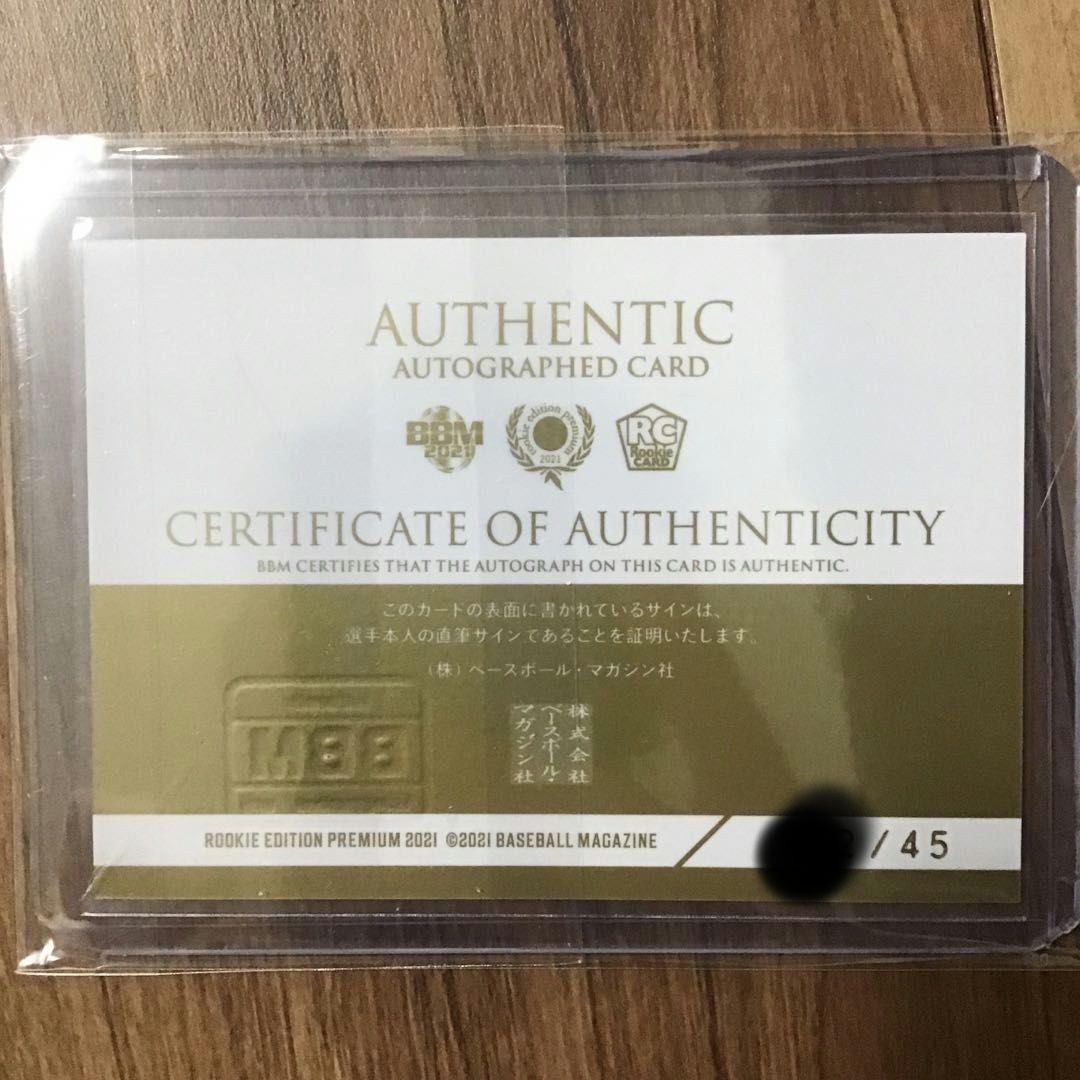 AUTHENTIC
AUTOGRAPHED CARD
BBM
2021
rookie edition premium
2021
RC
Rookie
CARD
CERTIFICATE OF AUTHENTICITY
BBM CERTIFIES THAT THE AUTOGRAPH ON THIS CARD IS AUTHENTIC.
このカードの表面に書かれているサインは、
選手本人の直筆サインであることを証明いたします。
（株）ベースボール・マガジン社
株式会社
ベースボール・
マガジン社
BBM
ROOKIE EDITION PREMIUM 2021 ©2021 BASEBALL MAGAZINE
/ 45